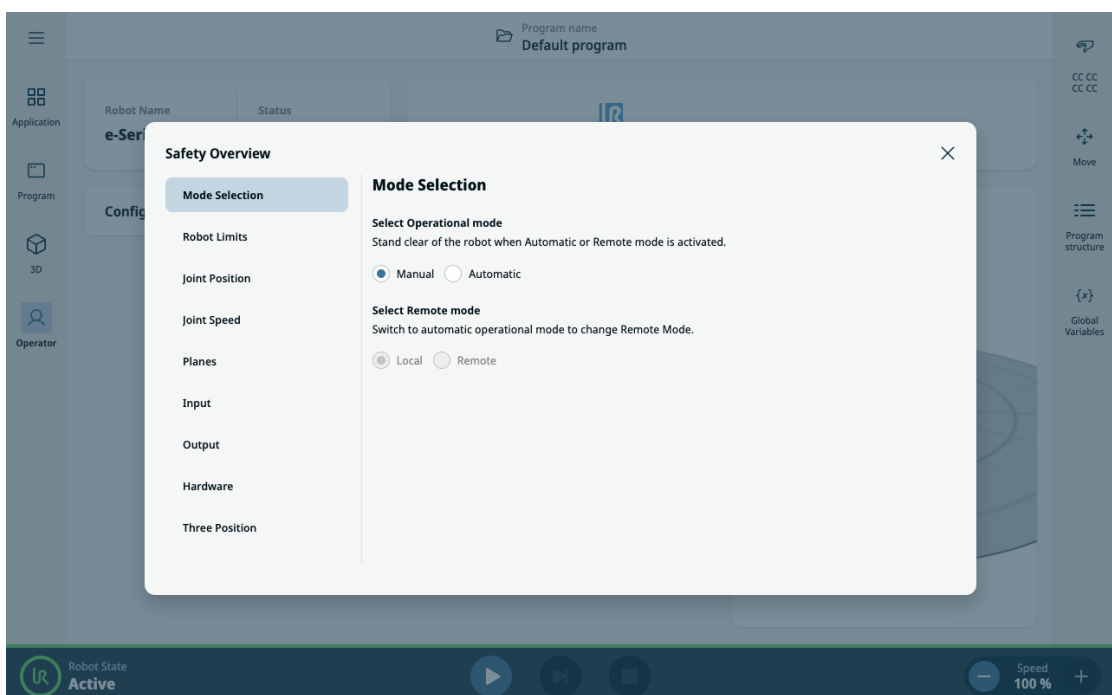 Program name
Default program
Application
Program
3D
Operator
Robot Name
Status
e-Seri
Config
Safety Overview
Mode Selection
Robot Limits
Joint Position
Joint Speed
Planes
Input
Output
Hardware
Three Position
Mode Selection
Select Operational mode
Stand clear of the robot when Automatic or Remote mode is activated.
Manual Automatic
Select Remote mode
Switch to automatic operational mode to change Remote Mode.
Local Remote
CC CC
CC CC
Move
Program
structure
{x}
Global
Variables
UR
Robot State
Active
Speed
100 %